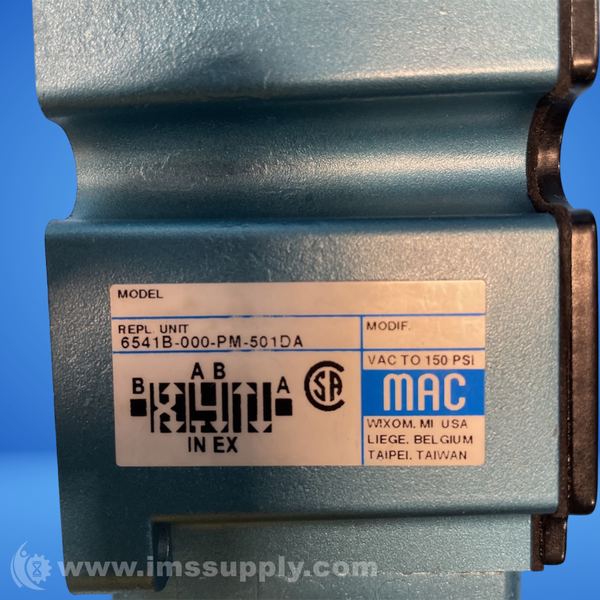 MODEL
REPL. UNIT
6541B-000-PM-501DA
MODIF.
VAC TO 150 PSI
A B
B A
IN EX
SA
MAC
WIXOM. MI USA
LIEGE. BELGIUM
TAIPEI. TAIWAN
www.imssupply.com